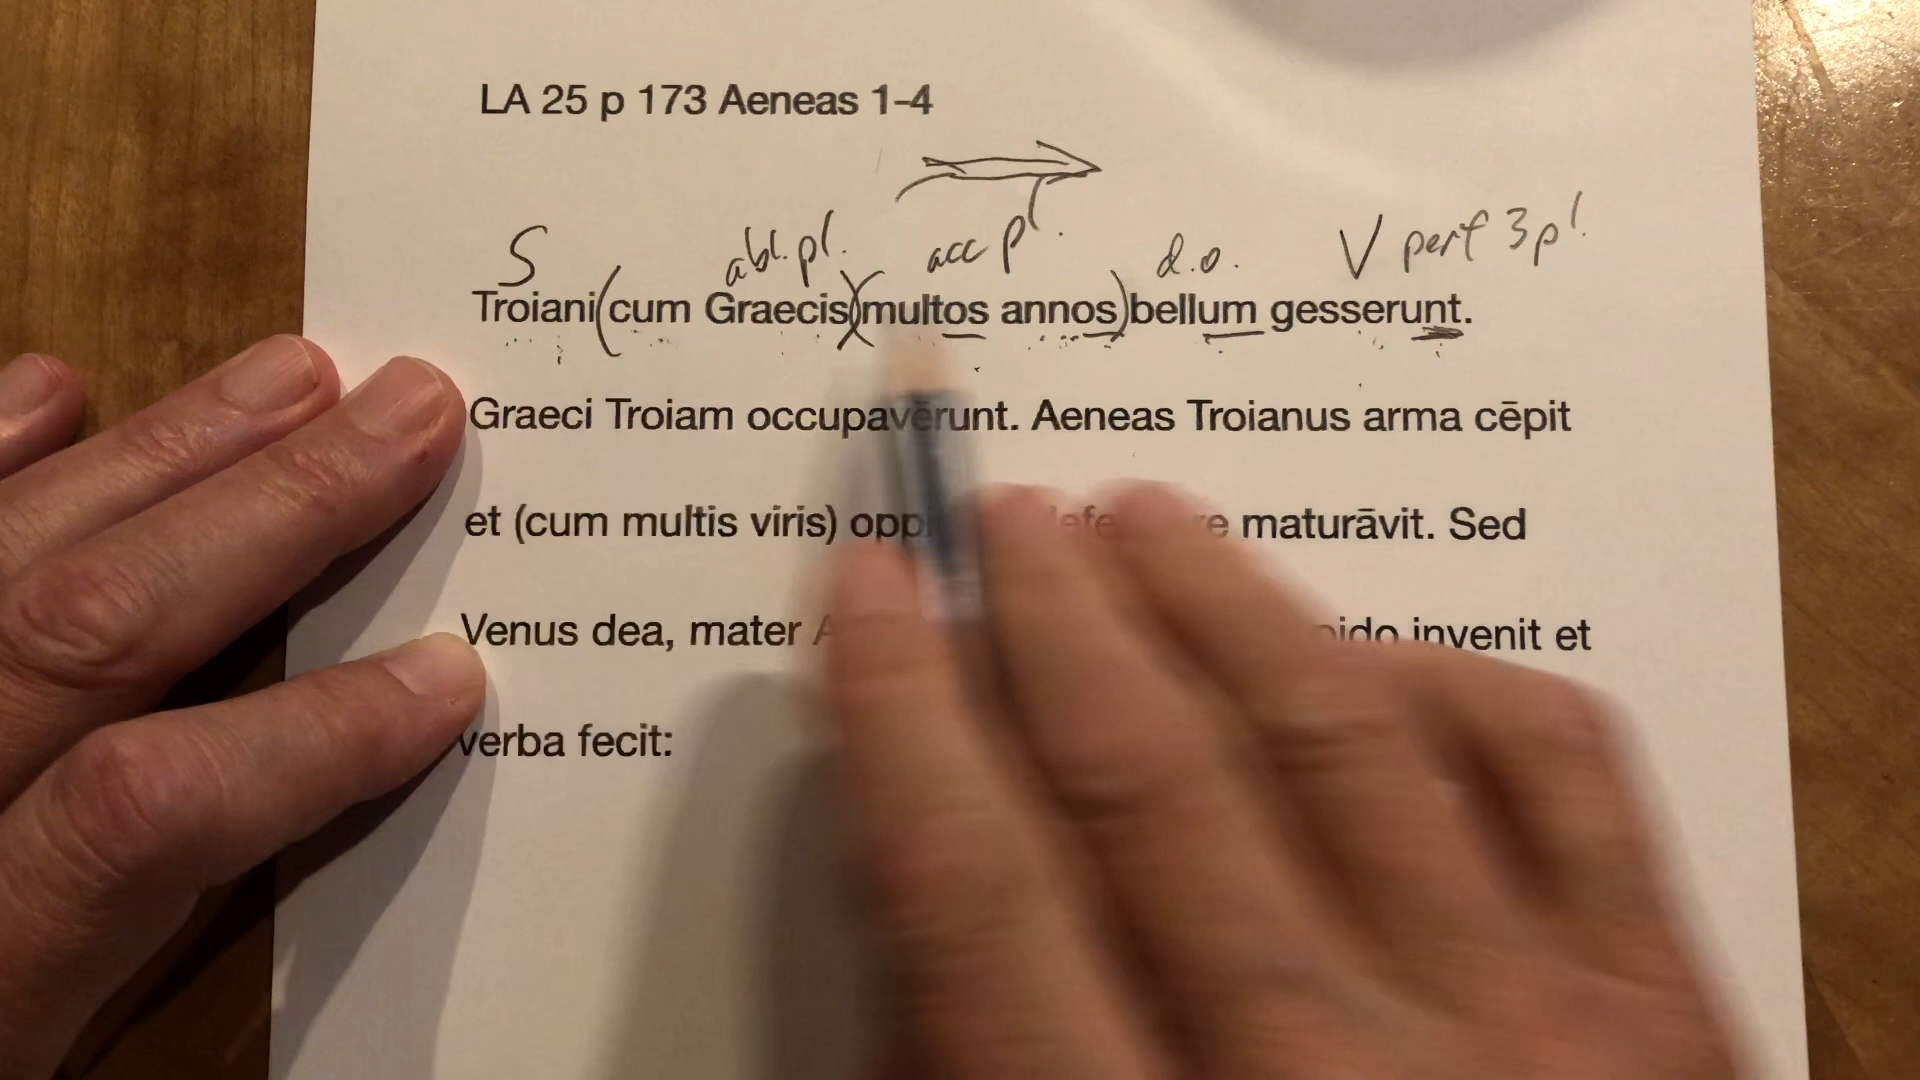 LA 25 p 173 Aeneas 1-4
S abl. pl. acc pl. d.o. V perf 3 pl.
Troiani (cum Graecis) (multos annos) bellum gesserunt.
Graeci Troiam occupavērunt. Aeneas Troianus arma cēpit
et (cum multis viris) maturāvit. Sed
Venus dea, mater invenit et
verba fecit: